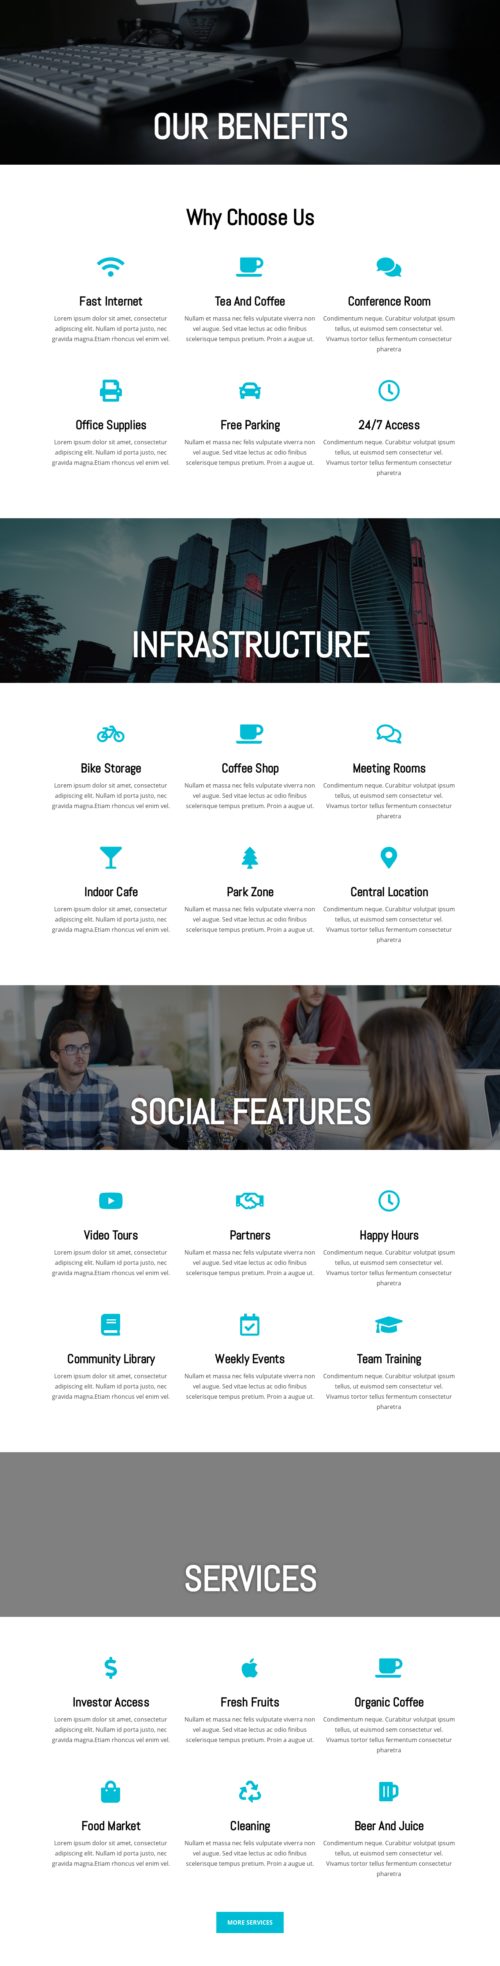 OUR BENEFITS
Why Choose Us
Fast Internet
Lorem ipsum dolor sit amet, consectetur
adipiscing elit. Nullam id porta justo, nec
gravida magna.Etiam rhoncus vel enim vel.
Tea And Coffee
Nullam et massa nec felis vulputate viverra non
vel augue. Sed vitae lectus ac odio finibus
scelerisque tempus pretium. Proin a augue ut.
Conference Room
Condimentum neque. Curabitur volutpat ipsum
tellus, ut euismod sem consectetur vel.
Vivamus tortor tellus fermentum consectetur
pharetra
Office Supplies
Lorem ipsum dolor sit amet, consectetur
adipiscing elit. Nullam id porta justo, nec
gravida magna.Etiam rhoncus vel enim vel.
Free Parking
Nullam et massa nec felis vulputate viverra non
vel augue. Sed vitae lectus ac odio finibus
scelerisque tempus pretium. Proin a augue ut.
24/7 Access
Condimentum neque. Curabitur volutpat ipsum
tellus, ut euismod sem consectetur vel.
Vivamus tortor tellus fermentum consectetur
pharetra
INFRASTRUCTURE
Bike Storage
Lorem ipsum dolor sit amet, consectetur
adipiscing elit. Nullam id porta justo, nec
gravida magna.Etiam rhoncus vel enim vel.
Coffee Shop
Nullam et massa nec felis vulputate viverra non
vel augue. Sed vitae lectus ac odio finibus
scelerisque tempus pretium. Proin a augue ut.
Meeting Rooms
Condimentum neque. Curabitur volutpat ipsum
tellus, ut euismod sem consectetur vel.
Vivamus tortor tellus fermentum consectetur
pharetra
Indoor Cafe
Lorem ipsum dolor sit amet, consectetur
adipiscing elit. Nullam id porta justo, nec
gravida magna.Etiam rhoncus vel enim vel.
Park Zone
Nullam et massa nec felis vulputate viverra non
vel augue. Sed vitae lectus ac odio finibus
scelerisque tempus pretium. Proin a augue ut.
Central Location
Condimentum neque. Curabitur volutpat ipsum
tellus, ut euismod sem consectetur vel.
Vivamus tortor tellus fermentum consectetur
pharetra
SOCIAL FEATURES
Video Tours
Lorem ipsum dolor sit amet, consectetur
adipiscing elit. Nullam id porta justo, nec
gravida magna.Etiam rhoncus vel enim vel.
Partners
Nullam et massa nec felis vulputate viverra non
vel augue. Sed vitae lectus ac odio finibus
scelerisque tempus pretium. Proin a augue ut.
Happy Hours
Condimentum neque. Curabitur volutpat ipsum
tellus, ut euismod sem consectetur vel.
Vivamus tortor tellus fermentum consectetur
pharetra
Community Library
Lorem ipsum dolor sit amet, consectetur
adipiscing elit. Nullam id porta justo, nec
gravida magna.Etiam rhoncus vel enim vel.
Weekly Events
Nullam et massa nec felis vulputate viverra non
vel augue. Sed vitae lectus ac odio finibus
scelerisque tempus pretium. Proin a augue ut.
Team Training
Condimentum neque. Curabitur volutpat ipsum
tellus, ut euismod sem consectetur vel.
Vivamus tortor tellus fermentum consectetur
pharetra
SERVICES
Investor Access
Lorem ipsum dolor sit amet, consectetur
adipiscing elit. Nullam id porta justo, nec
gravida magna.Etiam rhoncus vel enim vel.
Fresh Fruits
Nullam et massa nec felis vulputate viverra non
vel augue. Sed vitae lectus ac odio finibus
scelerisque tempus pretium. Proin a augue ut.
Organic Coffee
Condimentum neque. Curabitur volutpat ipsum
tellus, ut euismod sem consectetur vel.
Vivamus tortor tellus fermentum consectetur
pharetra
Food Market
Lorem ipsum dolor sit amet, consectetur
adipiscing elit. Nullam id porta justo, nec
gravida magna.Etiam rhoncus vel enim vel.
Cleaning
Nullam et massa nec felis vulputate viverra non
vel augue. Sed vitae lectus ac odio finibus
scelerisque tempus pretium. Proin a augue ut.
Beer And Juice
Condimentum neque. Curabitur volutpat ipsum
tellus, ut euismod sem consectetur vel.
Vivamus tortor tellus fermentum consectetur
pharetra
MORE SERVICES